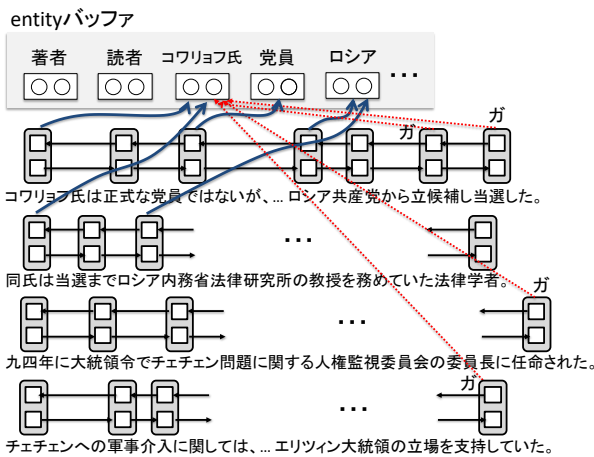 entityバッファ
著者 読者 コワリョフ氏 党員 ロシア ...
ガ
ガ
コワリョフ氏は正式な党員ではないが、... ロシア共産党から立候補し当選した。
...
同氏は当選までロシア内務省法律研究所の教授を務めていた法律学者。
ガ
...
九四年に大統領令でチェチェン問題に関する人権監視委員会の委員長に任命された。
ガ
...
チェチェンへの軍事介入に関しては、... エリツィン大統領の立場を支持していた。